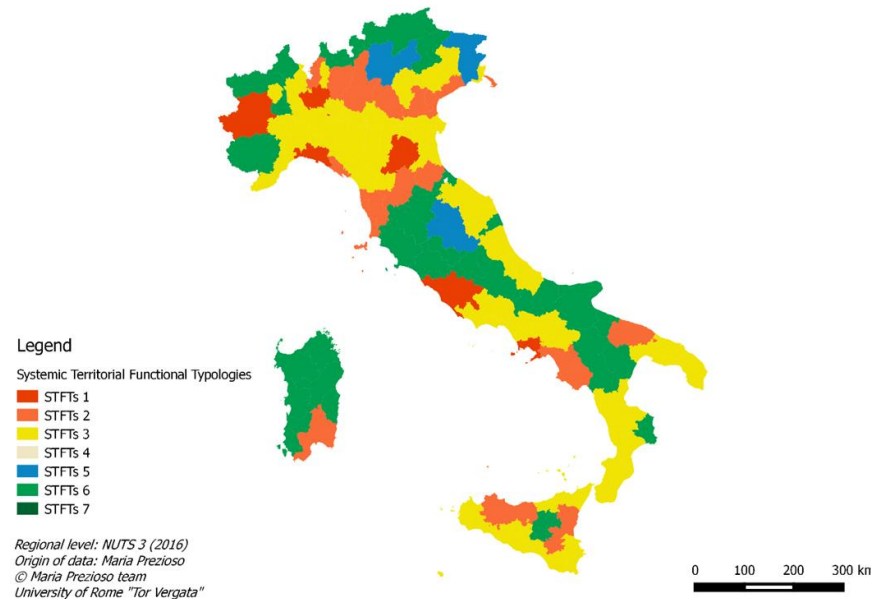 Legend
Systemic Territorial Functional Typologies
STFTs 1
STFTs 2
STFTs 3
STFTs 4
STFTs 5
STFTs 6
STFTs 7
Regional level: NUTS 3 (2016)
Origin of data: Maria Prezioso
© Maria Prezioso team
University of Rome "Tor Vergata"
0 100 200 300 km